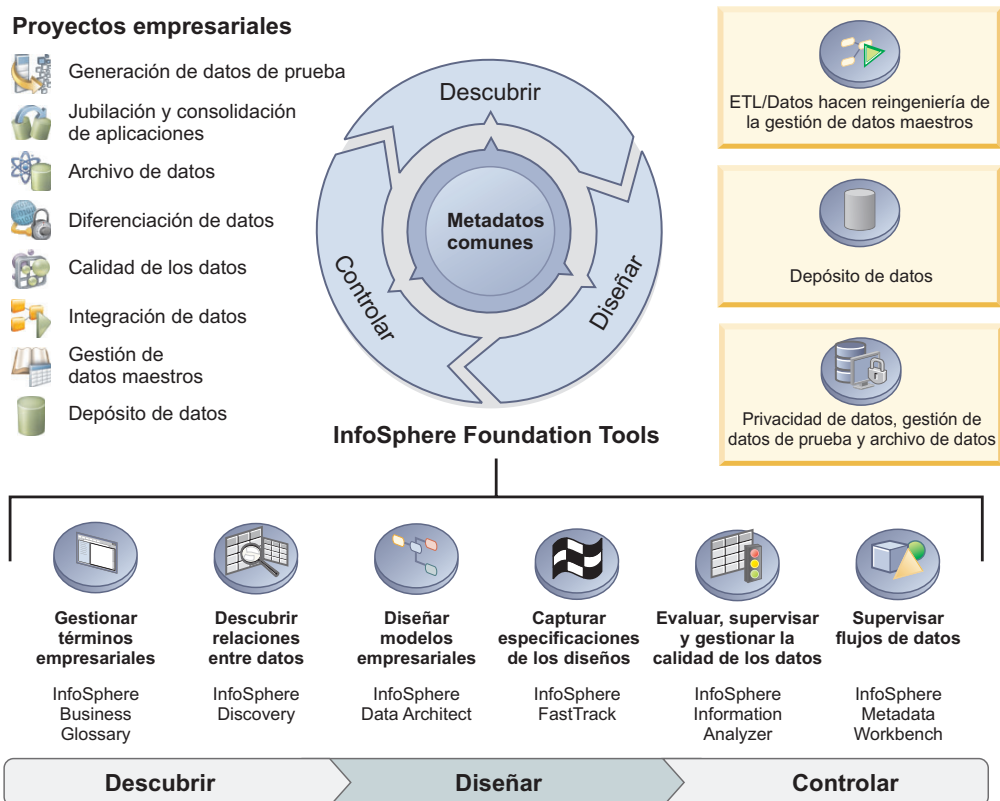 Proyectos empresariales
Generación de datos de prueba
Jubilación y consolidación
de aplicaciones
Archivo de datos
Diferenciación de datos
Calidad de los datos
Integración de datos
Gestión de
datos maestros
Depósito de datos
Descubrir
Diseñar
Controlar
Metadatos
comunes
InfoSphere Foundation Tools
ETL/Datos hacen reingeniería de
la gestión de datos maestros
Depósito de datos
Privacidad de datos, gestión de
datos de prueba y archivo de datos
Gestionar
términos
empresariales
InfoSphere
Business
Glossary
Descubrir
relaciones
entre datos
InfoSphere
Discovery
Diseñar
modelos
empresariales
InfoSphere
Data Architect
Capturar
especificaciones
de los diseños
InfoSphere
FastTrack
Evaluar, supervisar
y gestionar la
calidad de los datos
InfoSphere
Information
Analyzer
Supervisar
flujos de datos
InfoSphere
Metadata
Workbench
Descubrir
Diseñar
Controlar